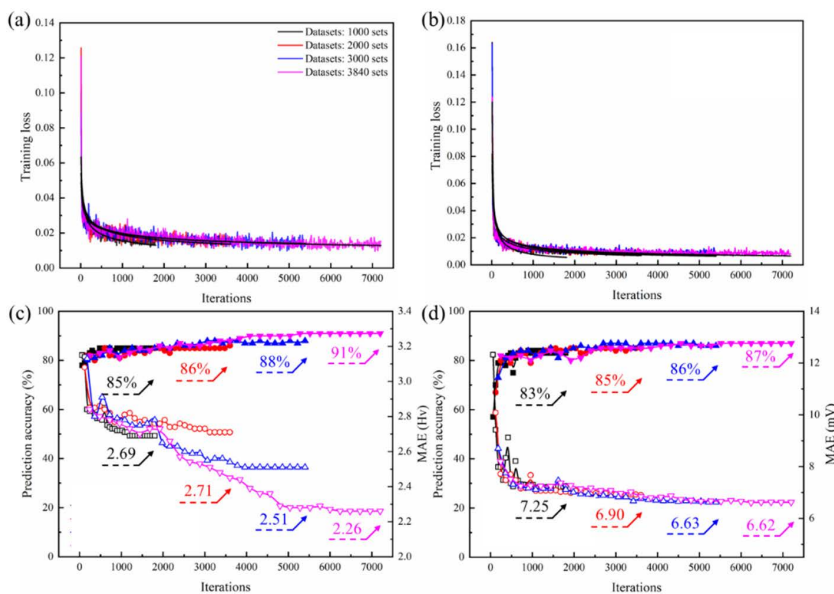 (a)
Datasets: 1000 sets
Datasets: 2000 sets
Datasets: 3000 sets
Datasets: 3840 sets
0.14
0.12
0.10
0.08
0.06
0.04
0.02
0.00
Training loss
0 1000 2000 3000 4000 5000 6000 7000
Iterations
(b)
0.18
0.16
0.14
0.12
0.10
0.08
0.06
0.04
0.02
0.00
Training loss
0 1000 2000 3000 4000 5000 6000 7000
Iterations
(c)
100
80
60
40
20
0
Prediction accuracy (%)
85%
86%
88%
91%
2.69
2.71
2.51
2.26
3.4
3.2
3.0
2.8
2.6
2.4
2.2
2.0
MAE (Hv)
0 1000 2000 3000 4000 5000 6000 7000
Iterations
(d)
100
80
60
40
20
0
Prediction accuracy (%)
83%
85%
86%
87%
7.25
6.90
6.63
6.62
14
12
10
8
6
MAE (mV)
0 1000 2000 3000 4000 5000 6000 7000
Iterations